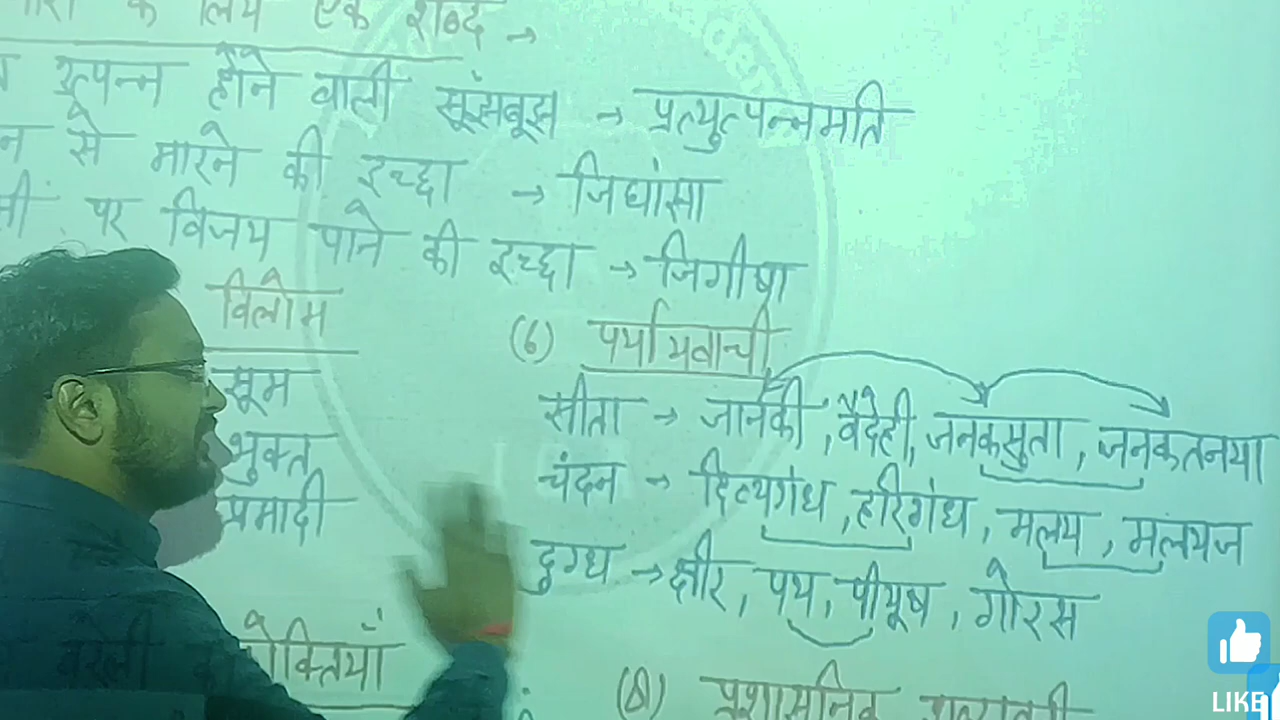 के लिये एक शब्द →
उत्पन्न होने वाली सूझबूझ → प्रत्युत्पन्नमति
से मारने की इच्छा → जिघांसा
पर विजय पाने की इच्छा → जिगीषा
विलोम
सूम
भुक्त
प्रमादी
(6) पर्यायवाची
सीता → जानकी, वैदेही, जनकसुता, जनकतनया
चंदन → दिव्यगंध, हरिगंध, मलय, मलयज
दुग्ध → क्षीर, पय, पीयूष, गोरस
(8) प्रशासनिक
LIKE